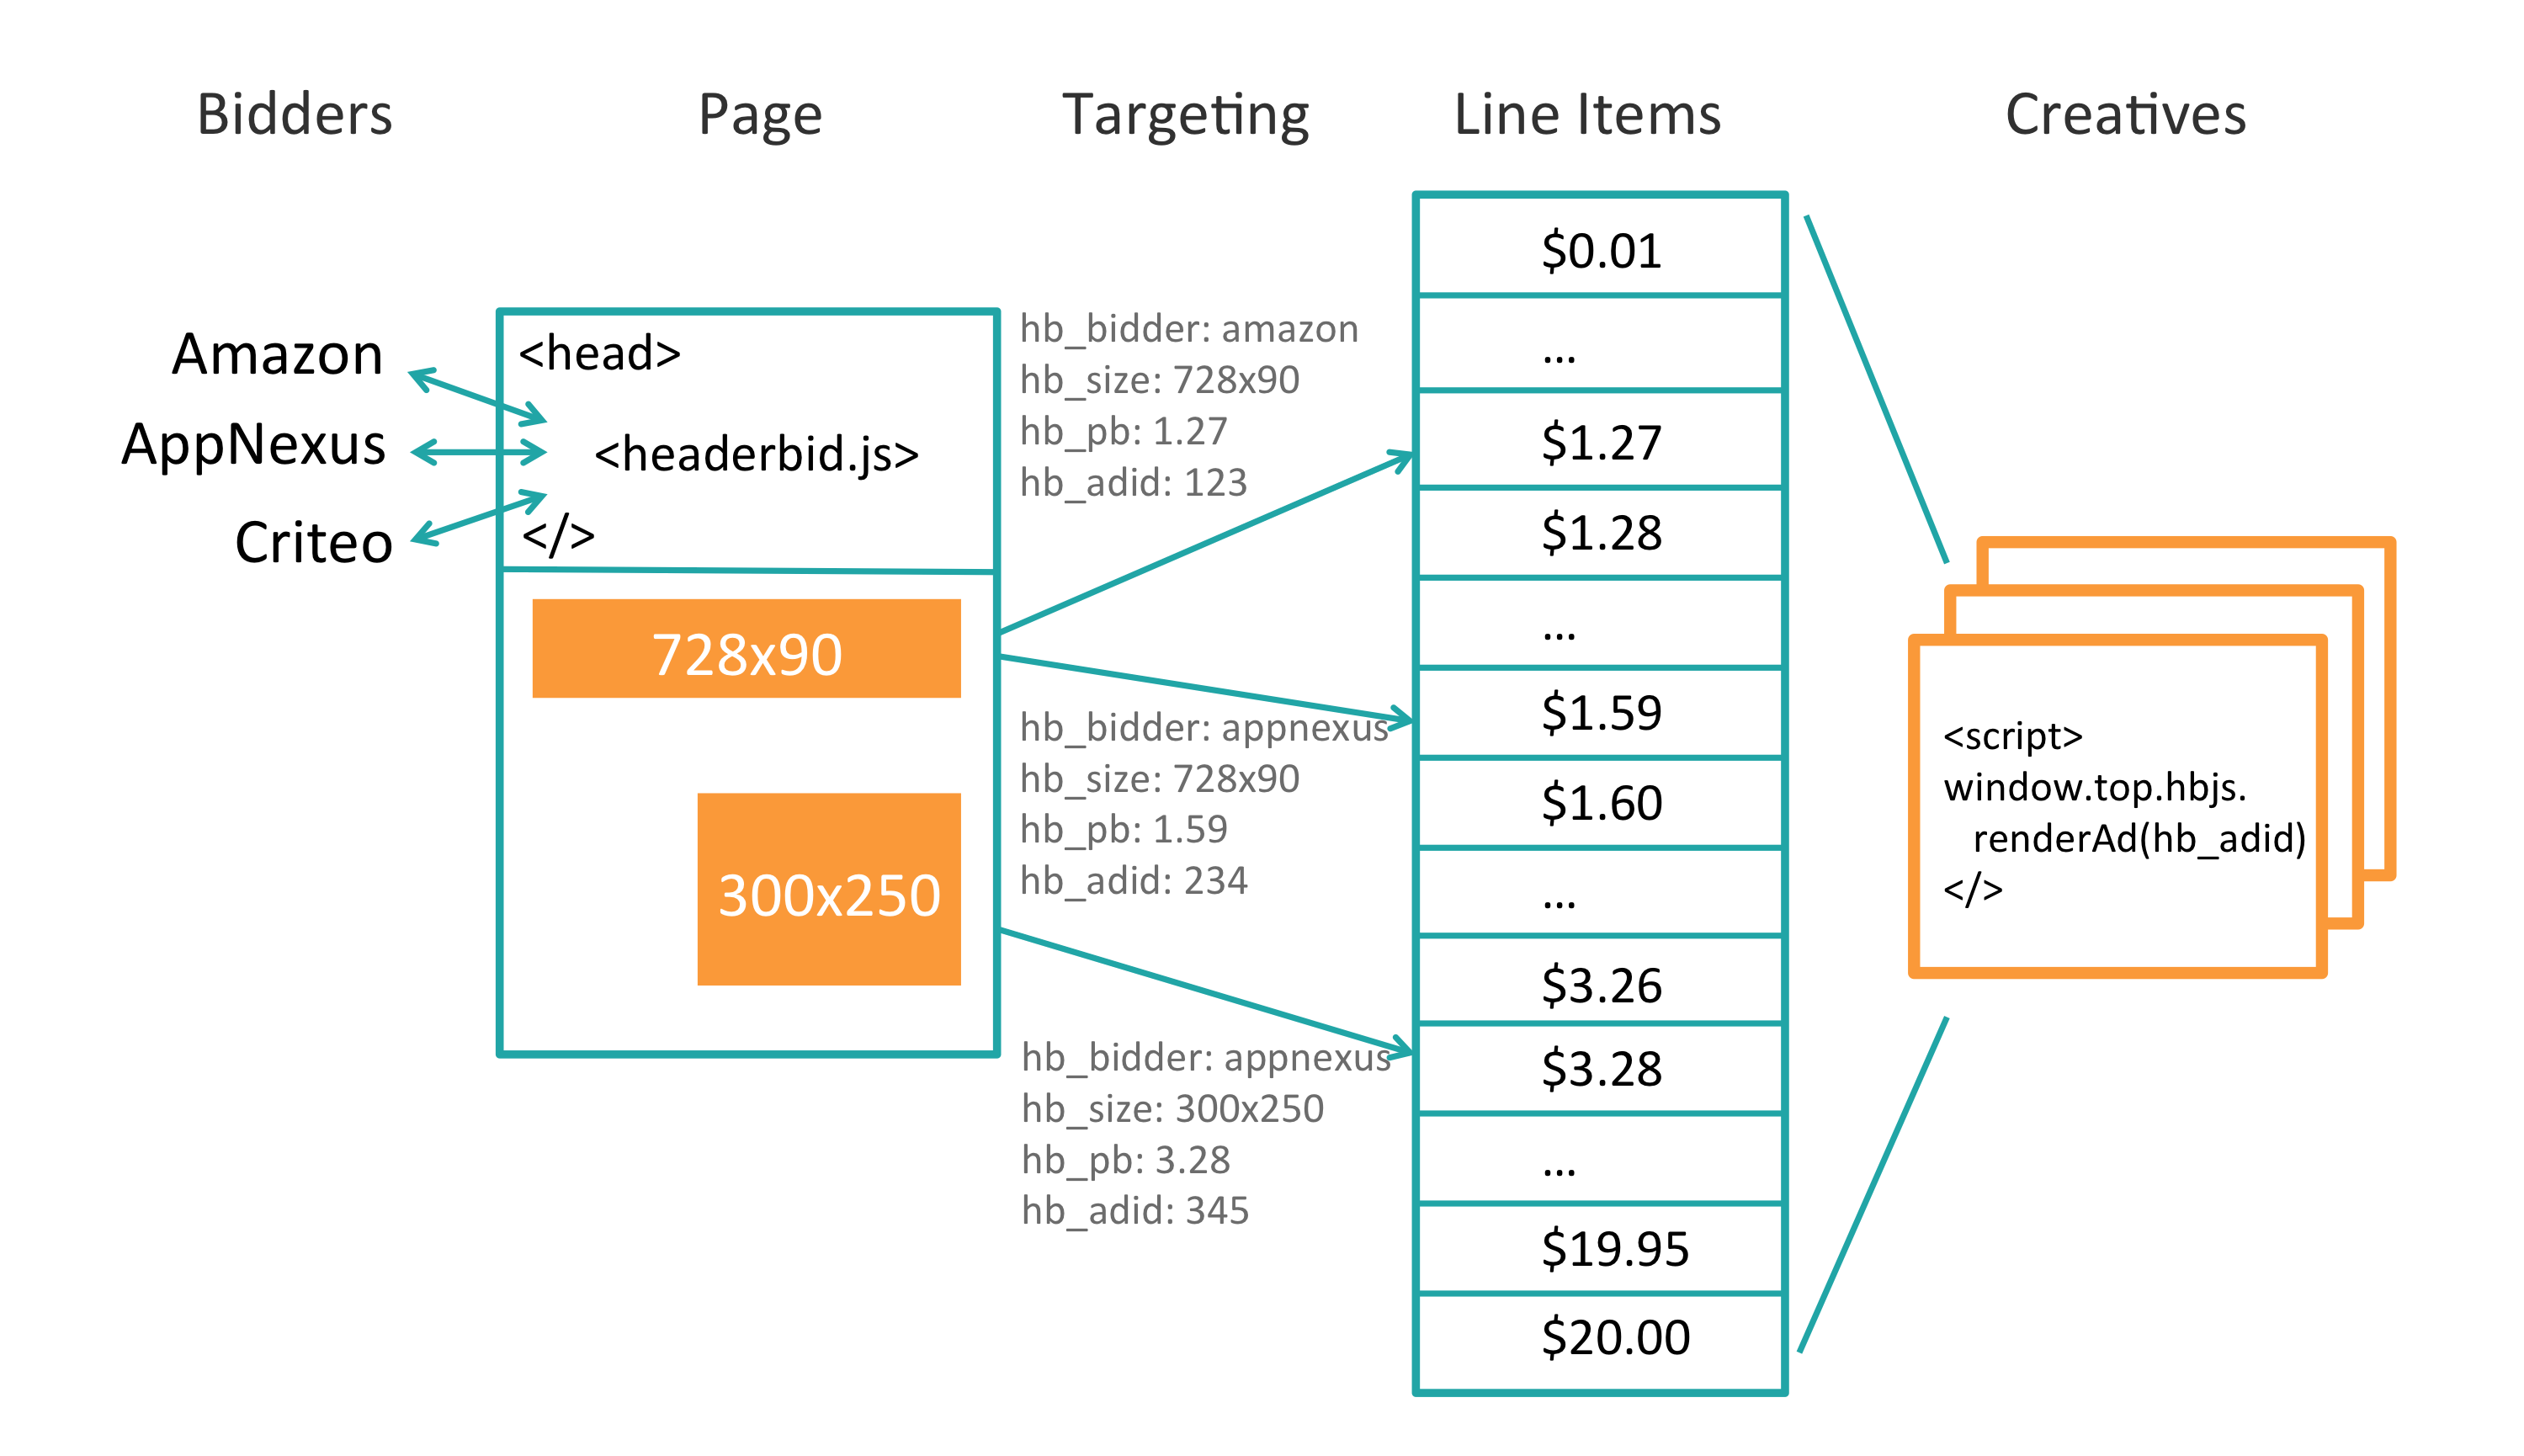 Bidders
Page
Targeting
Line Items
Creatives
Amazon
AppNexus
Criteo
<head>
<headerbid.js>
</>
728x90
300x250
hb_bidder: amazon
hb_size: 728x90
hb_pb: 1.27
hb_adid: 123
hb_bidder: appnexus
hb_size: 728x90
hb_pb: 1.59
hb_adid: 234
hb_bidder: appnexus
hb_size: 300x250
hb_pb: 3.28
hb_adid: 345
$0.01
...
$1.27
$1.28
...
$1.59
$1.60
...
$3.26
$3.28
...
$19.95
$20.00
<script>
window.top.hbjs.
renderAd(hb_adid)
</>